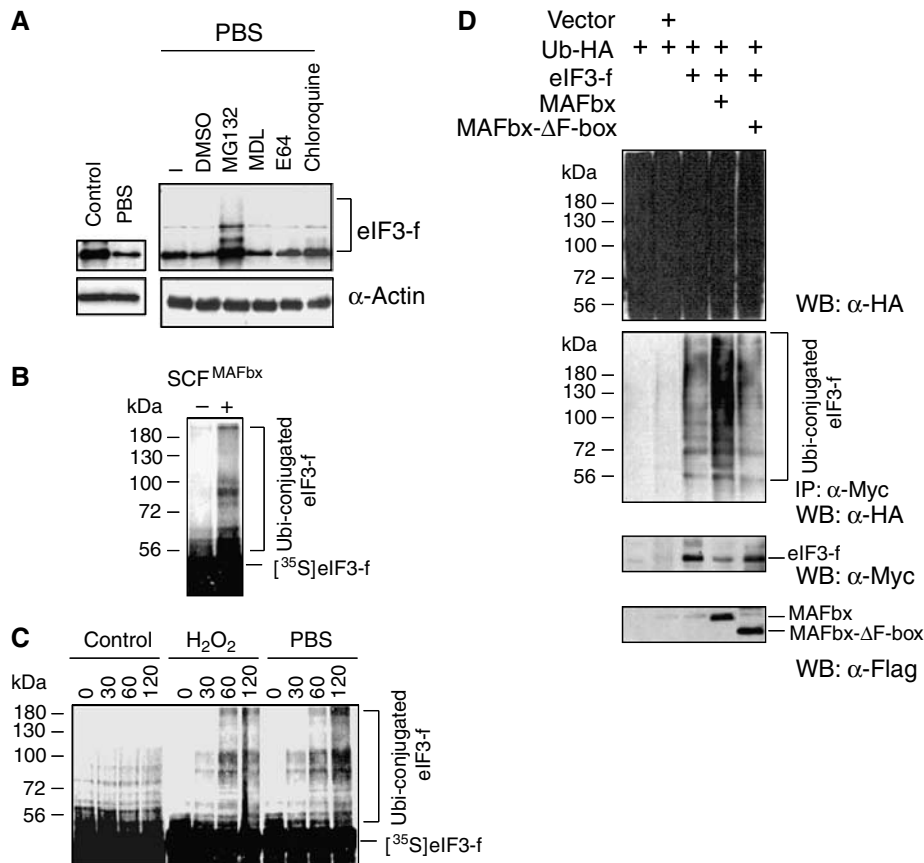 A
PBS
Control
PBS
I
DMSO
MG132
MDL
E64
Chloroquine
eIF3-f
α-Actin
B
SCF^MAFbx
kDa
– +
180
130
100
72
56
Ubi-conjugated
eIF3-f
[³⁵S]eIF3-f
C
Control H₂O₂ PBS
kDa
0 30 60 120 0 30 60 120 0 30 60 120
180
130
100
72
56
Ubi-conjugated
eIF3-f
[³⁵S]eIF3-f
D
Vector +
Ub-HA + + + + +
eIF3-f + + +
MAFbx +
MAFbx-ΔF-box +
kDa
180
130
100
72
56
WB: α-HA
kDa
180
130
100
72
56
Ubi-conjugated
eIF3-f
IP: α-Myc
WB: α-HA
eIF3-f
WB: α-Myc
MAFbx
MAFbx-ΔF-box
WB: α-Flag